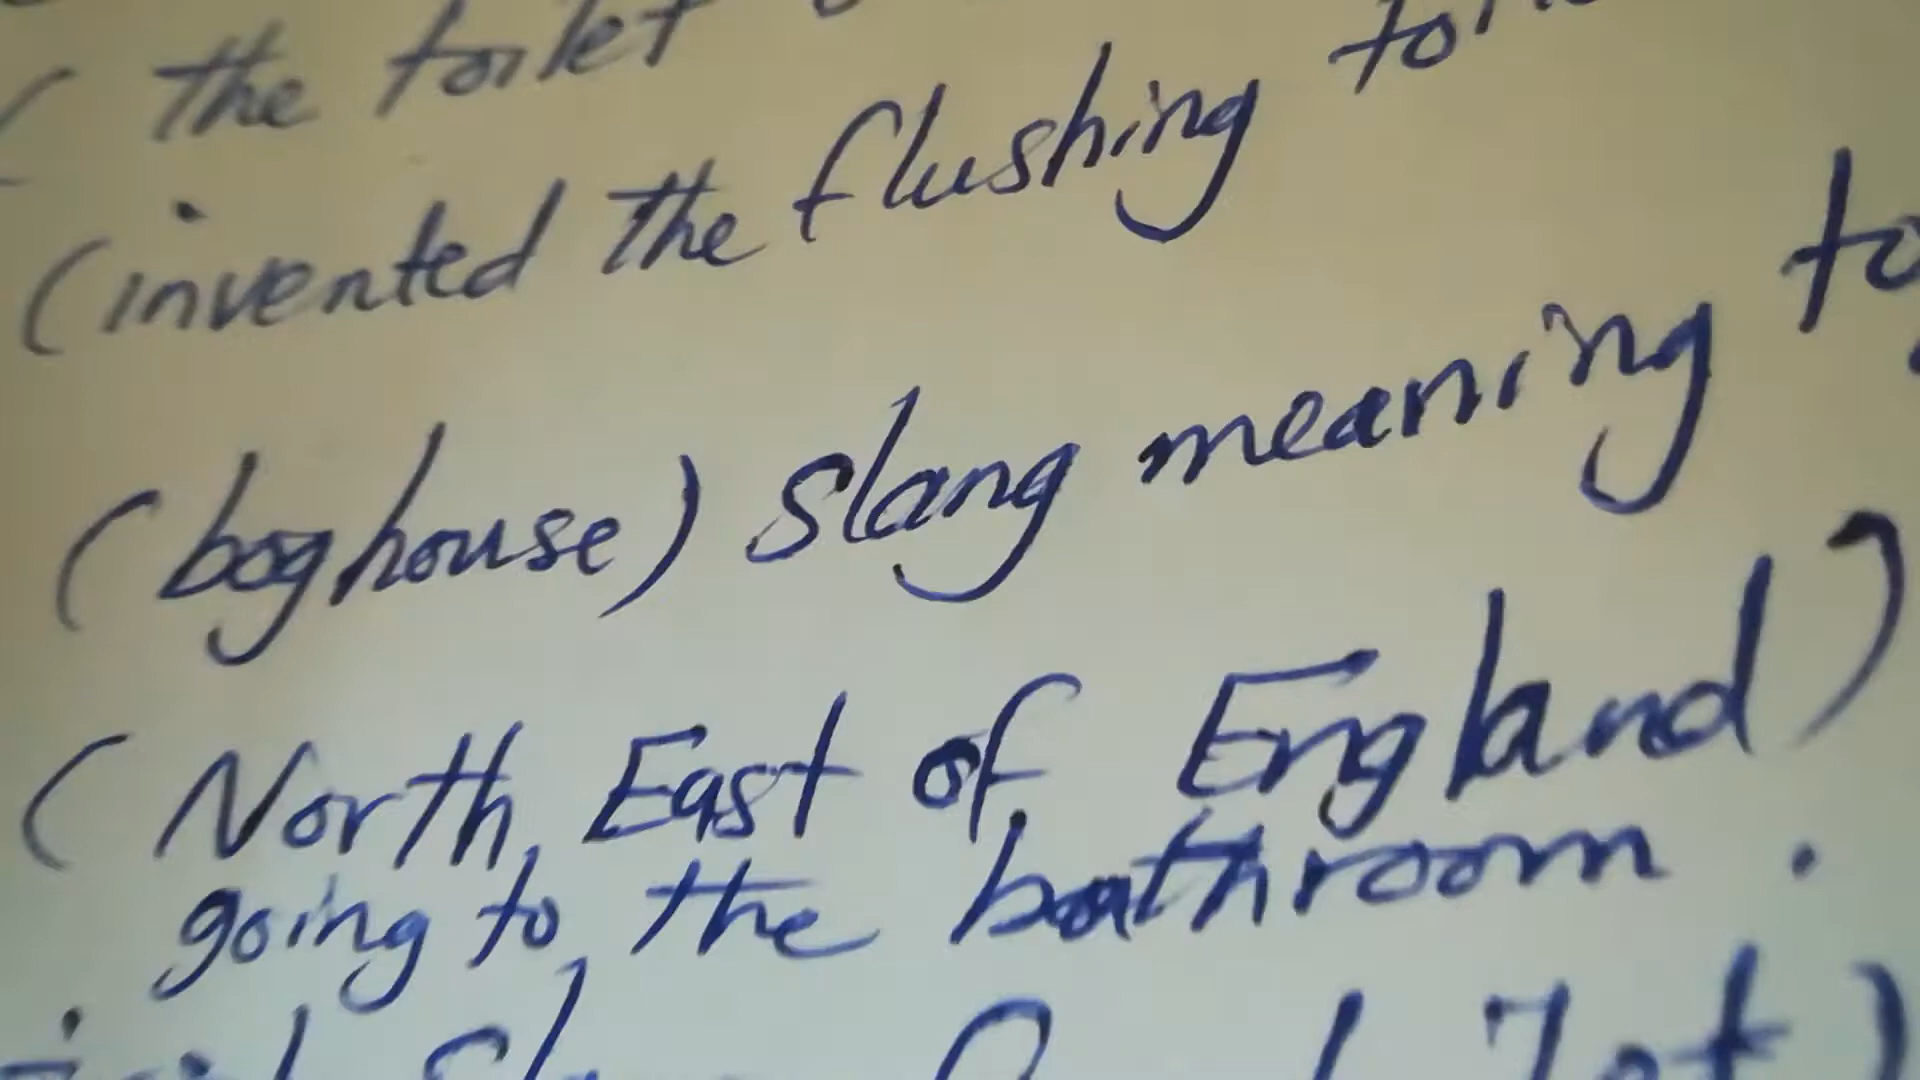 ( the toilet
(invented the flushing
(boghouse) slang meaning
( North East of England)
going to the bathroom.